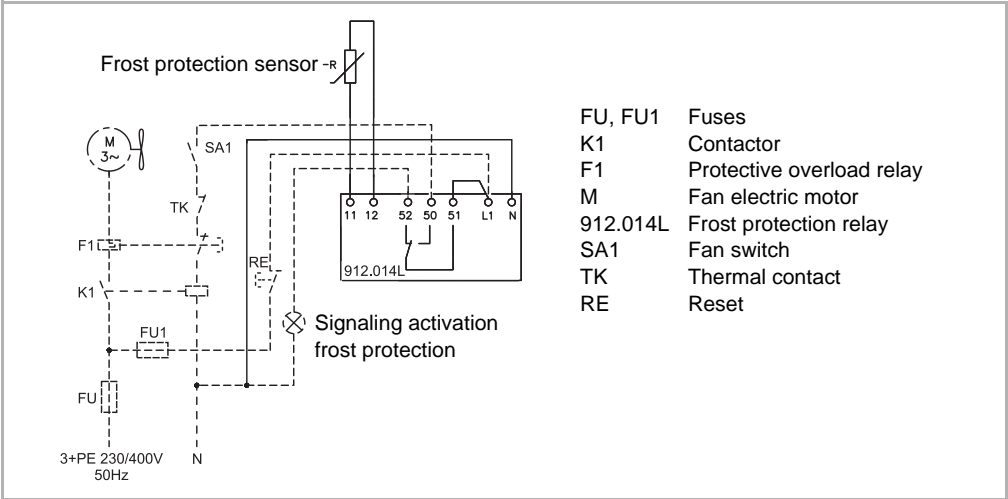 Frost protection sensor
R
M
3~
SA1
TK
F1
K1
RE
11 12 52 50 51 L1 N
912.014L
FU1
Signaling activation
frost protection
FU
3+PE 230/400V
50Hz
N
FU, FU1 Fuses
K1 Contactor
F1 Protective overload relay
M Fan electric motor
912.014L Frost protection relay
SA1 Fan switch
TK Thermal contact
RE Reset